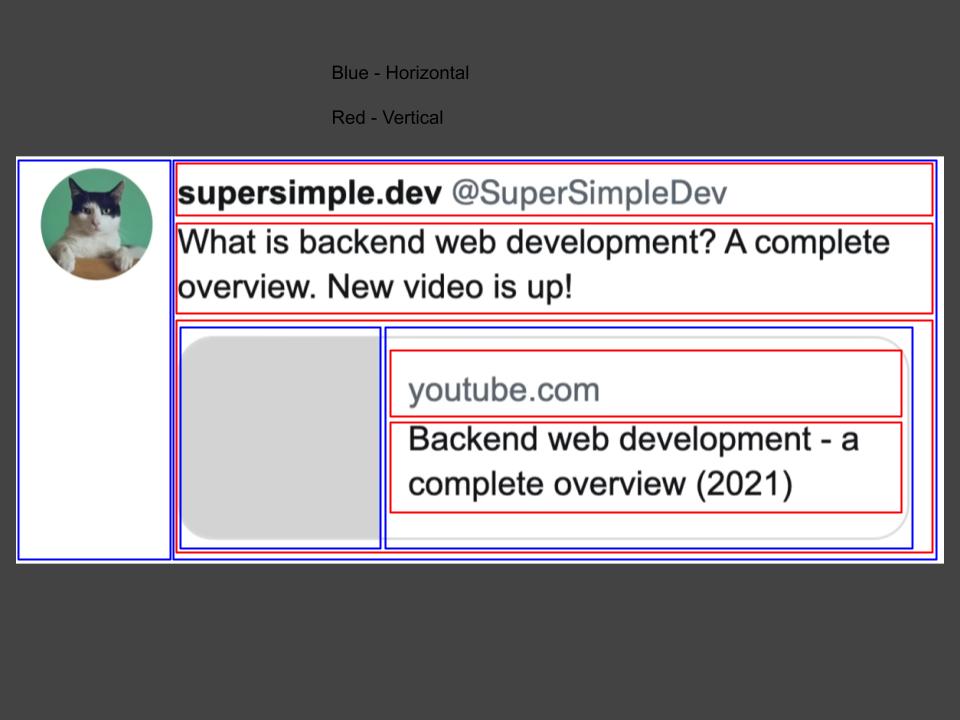 Blue - Horizontal
Red - Vertical
supersimple.dev @SuperSimpleDev
What is backend web development? A complete
overview. New video is up!
youtube.com
Backend web development - a
complete overview (2021)